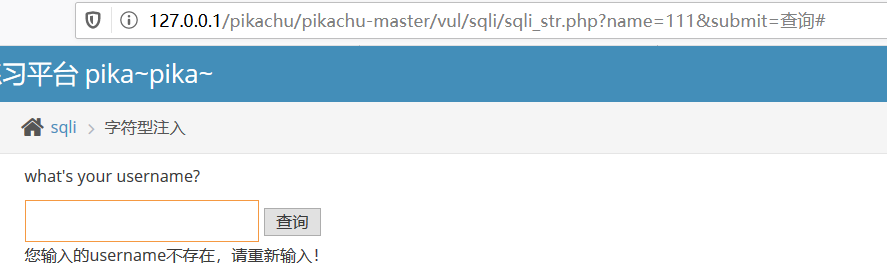 127.0.0.1/pikachu/pikachu-master/vul/sqli/sqli_str.php?name=111&submit=查询#
习平台 pika~pika~
sqli > 字符型注入
what's your username?
查询
您输入的username不存在，请重新输入！